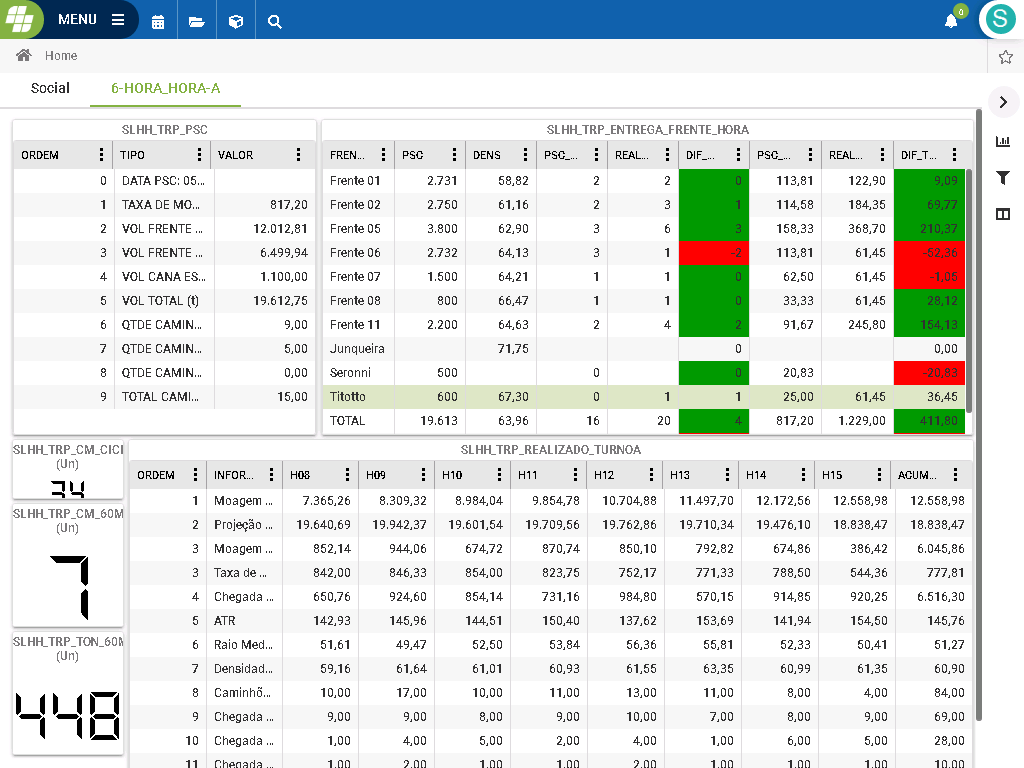 MENU
0
S
Home
Social 6-HORA_HORA-A
SLHH_TRP_PSC
ORDEM TIPO VALOR
0 DATA PSC: 05...
1 TAXA DE MO... 817,20
2 VOL FRENTE ... 12.012,81
3 VOL FRENTE ... 6.499,94
4 VOL CANA ES... 1.100,00
5 VOL TOTAL (t) 19.612,75
6 QTDE CAMIN... 9,00
7 QTDE CAMIN... 5,00
8 QTDE CAMIN... 0,00
9 TOTAL CAMI... 15,00
SLHH_TRP_ENTREGA_FRENTE_HORA
FREN... PSC DENS PSC_... REAL... DIF_... PSC_... REAL... DIF_T...
Frente 01 2.731 58,82 2 2 0 113,81 122,90 9,09
Frente 02 2.750 61,16 2 3 1 114,58 184,35 69,77
Frente 05 3.800 62,90 3 6 3 158,33 368,70 210,37
Frente 06 2.732 64,13 3 1 -2 113,81 61,45 -52,36
Frente 07 1.500 64,21 1 1 0 62,50 61,45 -1,05
Frente 08 800 66,47 1 1 0 33,33 61,45 28,12
Frente 11 2.200 64,63 2 4 2 91,67 245,80 154,13
Junqueira 71,75 0 0,00
Seronni 500 0 0 20,83 -20,83
Titotto 600 67,30 0 1 1 25,00 61,45 36,45
TOTAL 19.613 63,96 16 20 4 817,20 1.229,00 411,80
SLHH_TRP_CM_CICL
(Un)
34
SLHH_TRP_CM_60M
(Un)
7
SLHH_TRP_TON_60M
(Un)
448
SLHH_TRP_REALIZADO_TURNOA
ORDEM INFOR... H08 H09 H10 H11 H12 H13 H14 H15 ACUM...
1 Moagem ... 7.365,26 8.309,32 8.984,04 9.854,78 10.704,88 11.497,70 12.172,56 12.558,98 12.558,98
2 Projeção ... 19.640,69 19.942,37 19.601,54 19.709,56 19.762,86 19.710,34 19.476,10 18.838,47 18.838,47
3 Moagem ... 852,14 944,06 674,72 870,74 850,10 792,82 674,86 386,42 6.045,86
3 Taxa de ... 842,00 846,33 854,00 823,75 752,17 771,33 788,50 544,36 777,81
4 Chegada ... 650,76 924,60 854,14 731,16 984,80 570,15 914,85 920,25 6.516,30
5 ATR 142,93 145,96 144,51 150,40 137,62 153,69 141,94 154,50 145,76
6 Raio Med... 51,61 49,47 52,50 53,84 56,36 55,81 52,33 50,41 51,27
7 Densidad... 59,16 61,64 61,01 60,93 61,55 63,35 60,99 61,35 60,90
8 Caminhõ... 10,00 17,00 10,00 11,00 13,00 11,00 8,00 4,00 84,00
9 Chegada ... 9,00 9,00 8,00 9,00 10,00 7,00 8,00 9,00 69,00
10 Chegada ... 1,00 4,00 5,00 2,00 4,00 1,00 6,00 5,00 28,00
11 Chegada ... 1,00 2,00 1,00 1,00 2,00 1,00 1,00 1,00 10,00